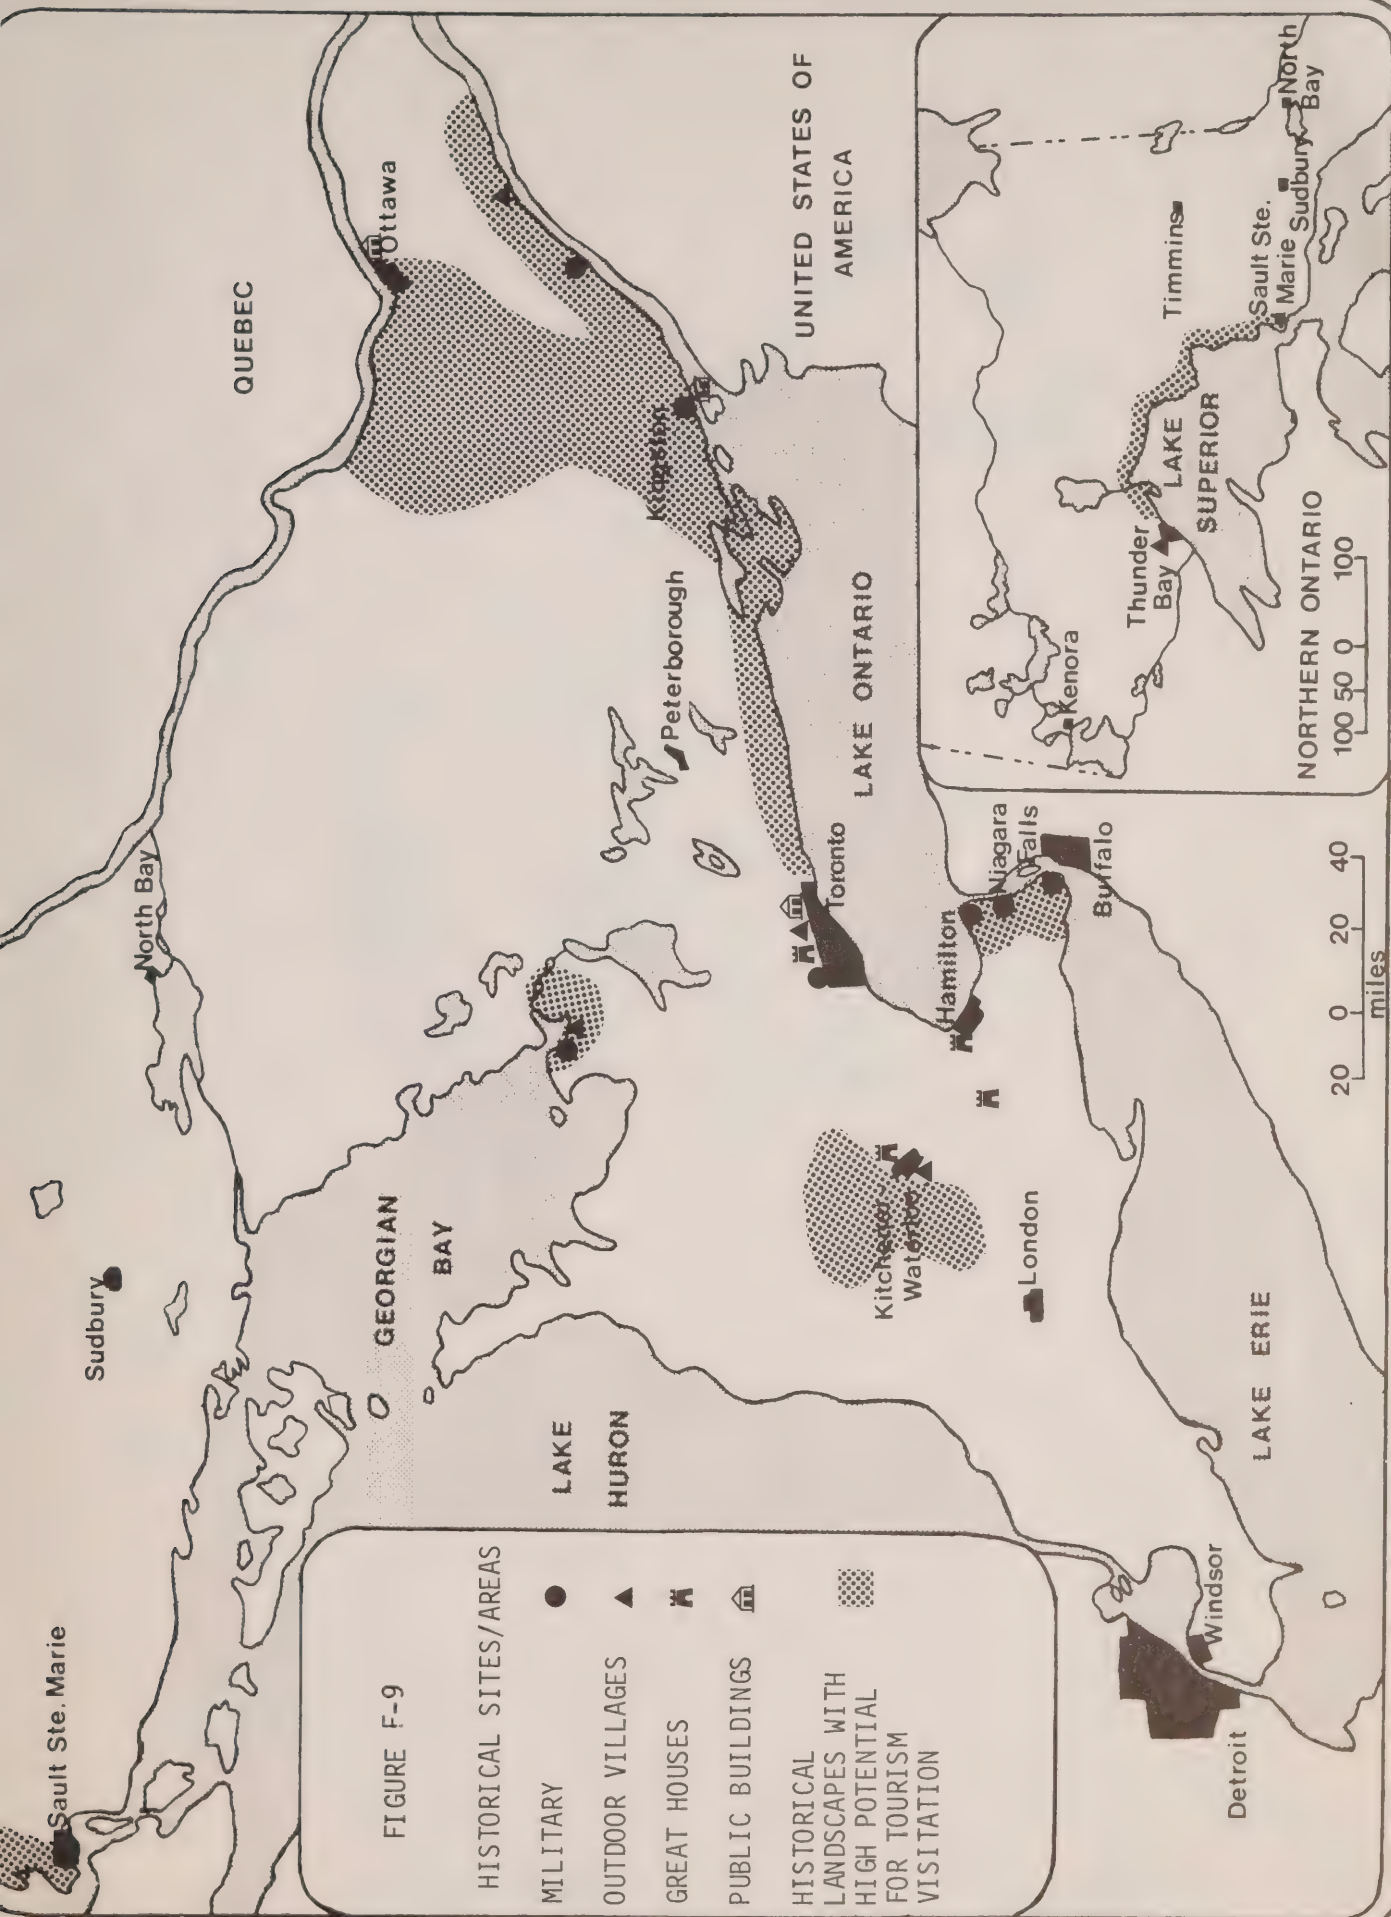 FIGURE F-9
HISTORICAL SITES/AREAS
MILITARY
OUTDOOR VILLAGES
GREAT HOUSES
PUBLIC BUILDINGS
HISTORICAL
LANDSCAPES WITH
HIGH POTENTIAL
FOR TOURISM
VISITATION
Sault Ste. Marie
Sudbury
North Bay
QUEBEC
Ottawa
GEORGIAN
BAY
LAKE
HURON
Peterborough
Kingston
UNITED STATES OF
AMERICA
Toronto
LAKE ONTARIO
Hamilton
Niagara
Falls
Buffalo
Kitchener
Waterloo
London
LAKE ERIE
Windsor
Detroit
20 0 20 40
miles
Kenora
Thunder
Bay
LAKE
SUPERIOR
Timmins
Sault Ste.
Marie
Sudbury
North
Bay
NORTHERN ONTARIO
100 50 0 100